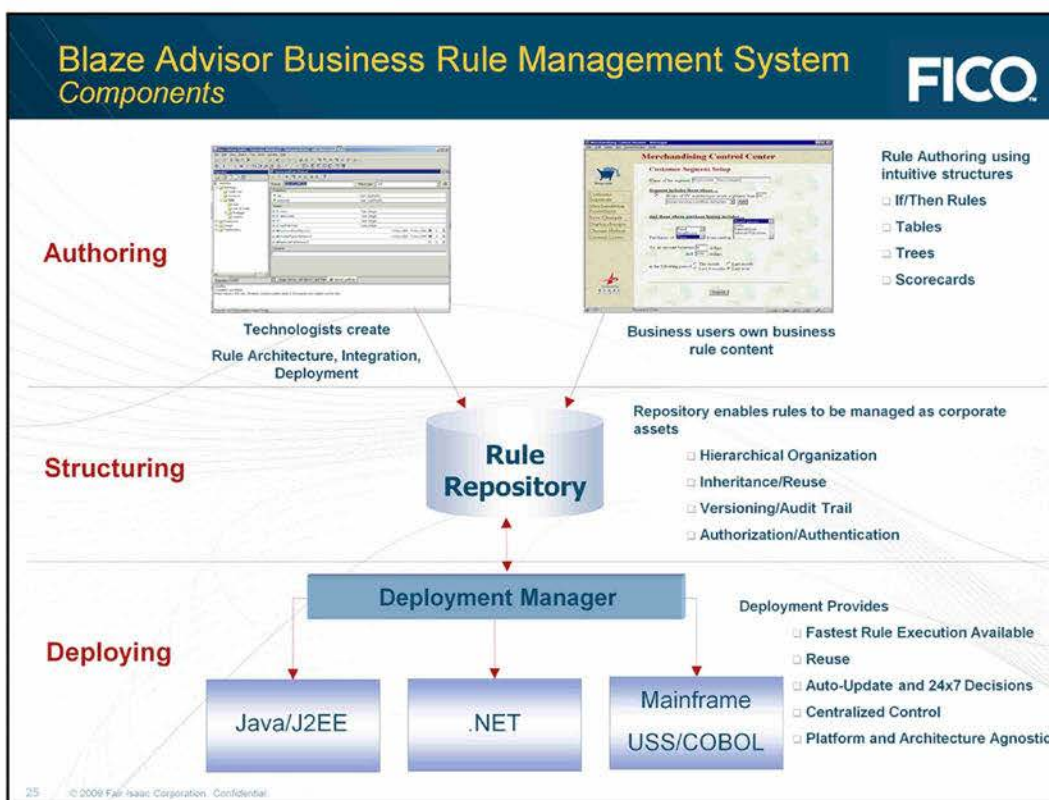 Blaze Advisor Business Rule Management System
Components
FICO
TM
Authoring
Merchandising Control Center
Customer Segment Setup
Technologists create
Rule Architecture, Integration,
Deployment
Business users own business
rule content
Rule Authoring using
intuitive structures
If/Then Rules
Tables
Trees
Scorecards
Structuring
Rule
Repository
Repository enables rules to be managed as corporate
assets
Hierarchical Organization
Inheritance/Reuse
Versioning/Audit Trail
Authorization/Authentication
Deploying
Deployment Manager
Java/J2EE
.NET
Mainframe
USS/COBOL
Deployment Provides
Fastest Rule Execution Available
Reuse
Auto-Update and 24x7 Decisions
Centralized Control
Platform and Architecture Agnostic
25
© 2009 Fair Isaac Corporation. Confidential.